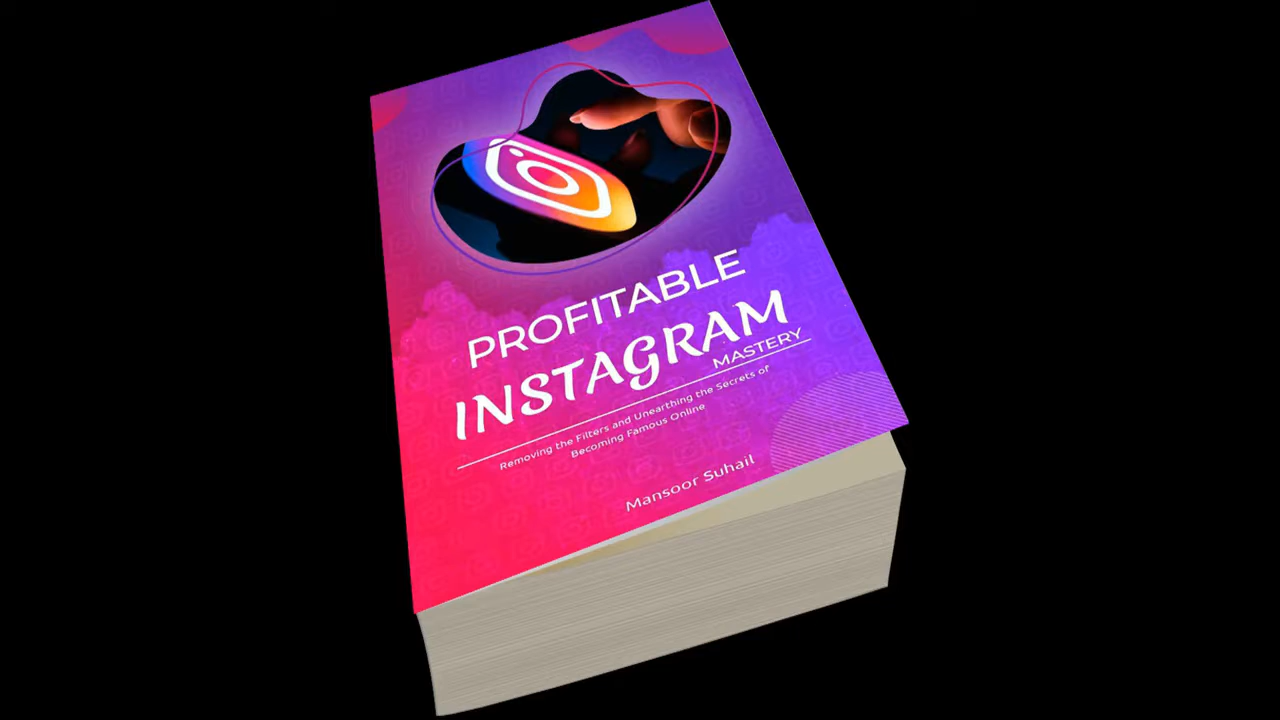 PROFITABLE
INSTAGRAM
MASTERY
Removing the Filters and Unearthing the Secrets of
Becoming Famous Online
Mansoor Suhail